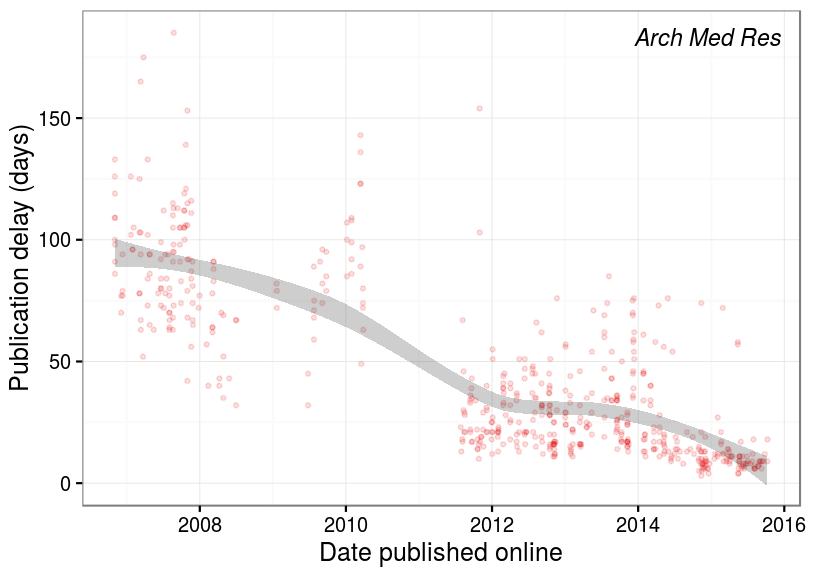 Arch Med Res
Publication delay (days)
150
100
50
0
2008 2010 2012 2014 2016
Date published online